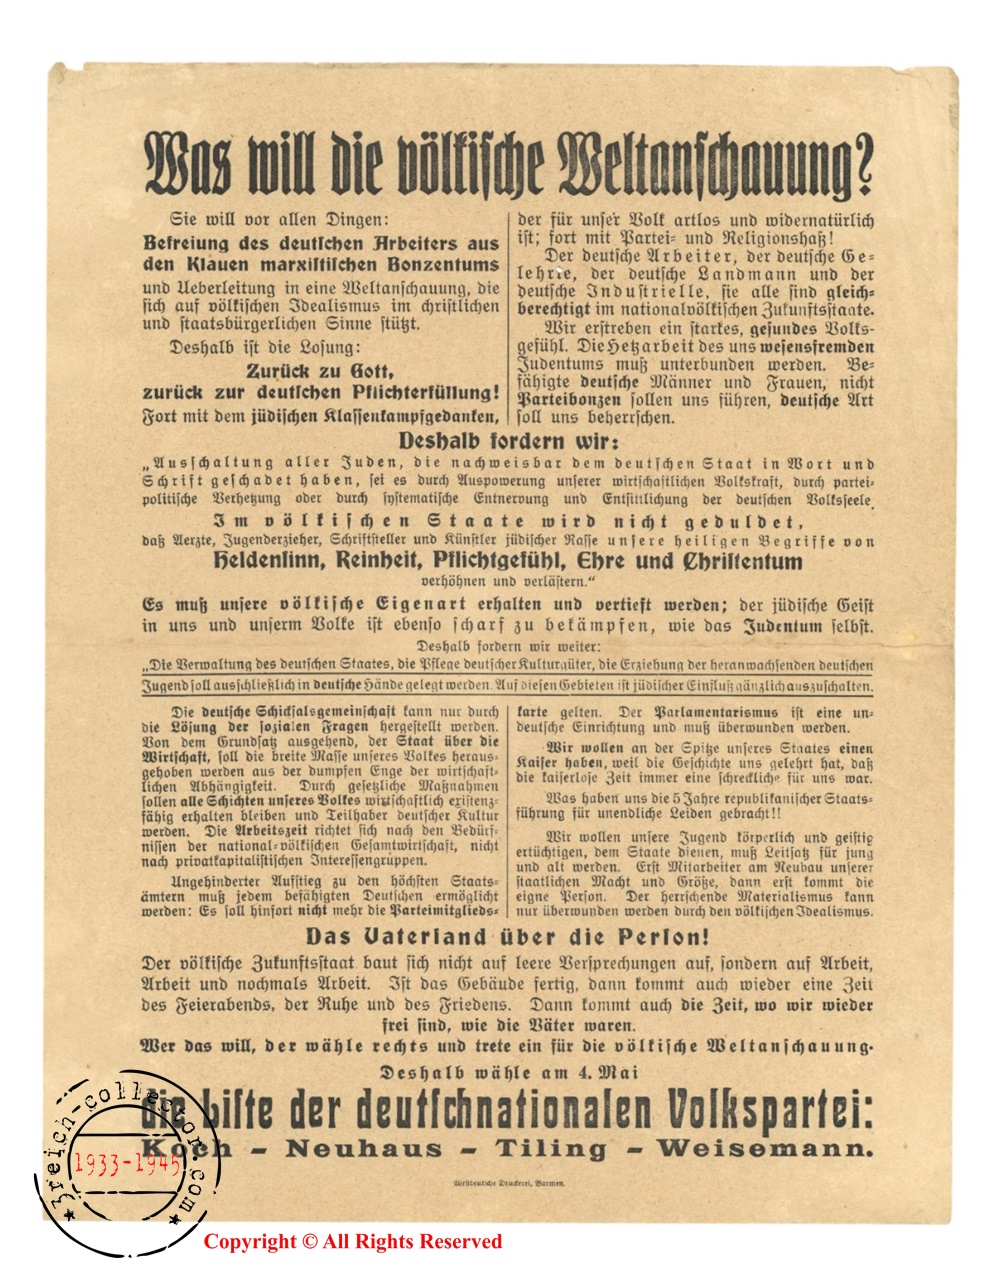 Was will die völkische Weltanschauung?
Sie will vor allen Dingen:
Befreiung des deutschen Arbeiters aus
den Klauen marxistischen Bonzentums
und Ueberleitung in eine Weltanschauung, die
sich auf völkischen Idealismus im christlichen
und staatsbürgerlichen Sinne stützt.
Deshalb ist die Losung:
Zurück zu Gott,
zurück zur deutschen Pflichterfüllung!
Fort mit dem jüdischen Klassenkampfgedanken,
der für unser Volk artlos und widernatürlich
ist; fort mit Partei- und Religionshaß!
Der deutsche Arbeiter, der deutsche Ge-
lehrte, der deutsche Landmann und der
deutsche Industrielle, sie alle sind gleich-
berechtigt im nationalvölkischen Zukunftsstaate.
Wir erstreben ein starkes, gesundes Volks-
gefühl. Die Hetzarbeit des uns wesensfremden
Judentums muß unterbunden werden. Be-
fähigte deutsche Männer und Frauen, nicht
Parteibonzen sollen uns führen, deutsche Art
soll uns beherrschen.
Deshalb fordern wir:
„Ausschaltung aller Juden, die nachweisbar dem deutschen Staat in Wort und
Schrift geschadet haben, sei es durch Auspowerung unserer wirtschaftlichen Volkskraft, durch partei-
politische Verhetzung oder durch systematische Entnervung und Entsittlichung der deutschen Volksseele.
Im völkischen Staate wird nicht geduldet,
daß Aerzte, Jugenderzieher, Schriftsteller und Künstler jüdischer Rasse unsere heiligen Begriffe von
Heldensinn, Reinheit, Pflichtgefühl, Ehre und Christentum
verhöhnen und verlästern.“
Es muß unsere völkische Eigenart erhalten und vertieft werden; der jüdische Geist
in uns und unserm Volke ist ebenso scharf zu bekämpfen, wie das Judentum selbst.
Deshalb fordern wir weiter:
„Die Verwaltung des deutschen Staates, die Pflege deutscher Kulturgüter, die Erziehung der heranwachsenden deutschen
Jugend soll ausschließlich in deutsche Hände gelegt werden. Auf diesen Gebieten ist jüdischer Einfluß gänzlich auszuschalten.
Die deutsche Schicksalsgemeinschaft kann nur durch
die Lösung der sozialen Fragen hergestellt werden.
Von dem Grundsatz ausgehend, der Staat über die
Wirtschaft, soll die breite Masse unseres Volkes heraus-
gehoben werden aus der dumpfen Enge der wirtschaft-
lichen Abhängigkeit. Durch gesetzliche Maßnahmen
sollen alle Schichten unseres Volkes wirtschaftlich existenz-
fähig erhalten bleiben und Teilhaber deutscher Kultur
werden. Die Arbeitszeit richtet sich nach den Bedürf-
nissen der national-völkischen Gesamtwirtschaft, nicht
nach privatkapitalistischen Interessengruppen.
Ungehinderter Aufstieg zu den höchsten Staats-
ämtern muß jedem befähigten Deutschen ermöglicht
werden: Es soll hinfort nicht mehr die Parteimitglieds-
karte gelten. Der Parlamentarismus ist eine un-
deutsche Einrichtung und muß überwunden werden.
Wir wollen an der Spitze unseres Staates einen
Kaiser haben, weil die Geschichte uns gelehrt hat, daß
die kaiserlose Zeit immer eine schreckliche für uns war.
Was haben uns die 5 Jahre republikanischer Staats-
führung für unendliche Leiden gebracht!!
Wir wollen unsere Jugend körperlich und geistig
ertüchtigen, dem Staate dienen, muß Leitsatz für jung
und alt werden. Erst Mitarbeiter am Neubau unserer
staatlichen Macht und Größe, dann erst kommt die
eigne Person. Der herrschende Materialismus kann
nur überwunden werden durch den völkischen Idealismus.
Das Vaterland über die Person!
Der völkische Zukunftsstaat baut sich nicht auf leere Versprechungen auf, sondern auf Arbeit,
Arbeit und nochmals Arbeit. Ist das Gebäude fertig, dann kommt auch wieder eine Zeit
des Feierabends, der Ruhe und des Friedens. Dann kommt auch die Zeit, wo wir wieder
frei sind, wie die Väter waren.
Wer das will, der wähle rechts und trete ein für die völkische Weltanschauung.
Deshalb wähle am 4. Mai
die Liste der deutschnationalen Volkspartei:
Koch - Neuhaus - Tiling - Weisemann.
Westdeutsche Druckerei, Barmen.
3reich-collector.com
1933-1945
Copyright © All Rights Reserved